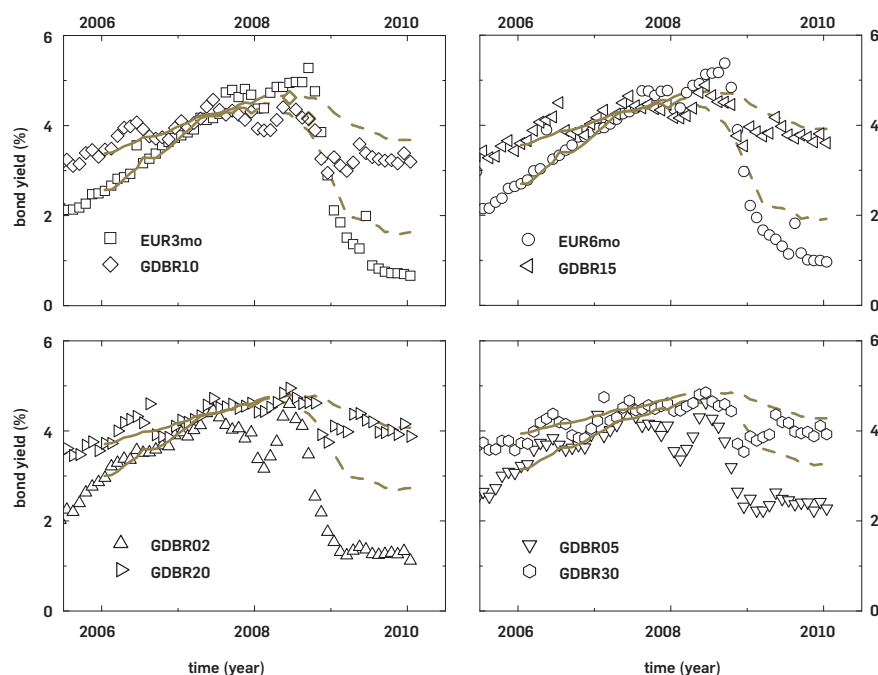 2006 2008 2010 2006 2008 2010
bond yield (%)
6 6
4 4
2 2
0 0
EUR3mo
GDBR10
EUR6mo
GDBR15
bond yield (%)
6 6
4 4
2 2
0 0
GDBR02
GDBR20
GDBR05
GDBR30
2006 2008 2010 2006 2008 2010
time (year) time (year)